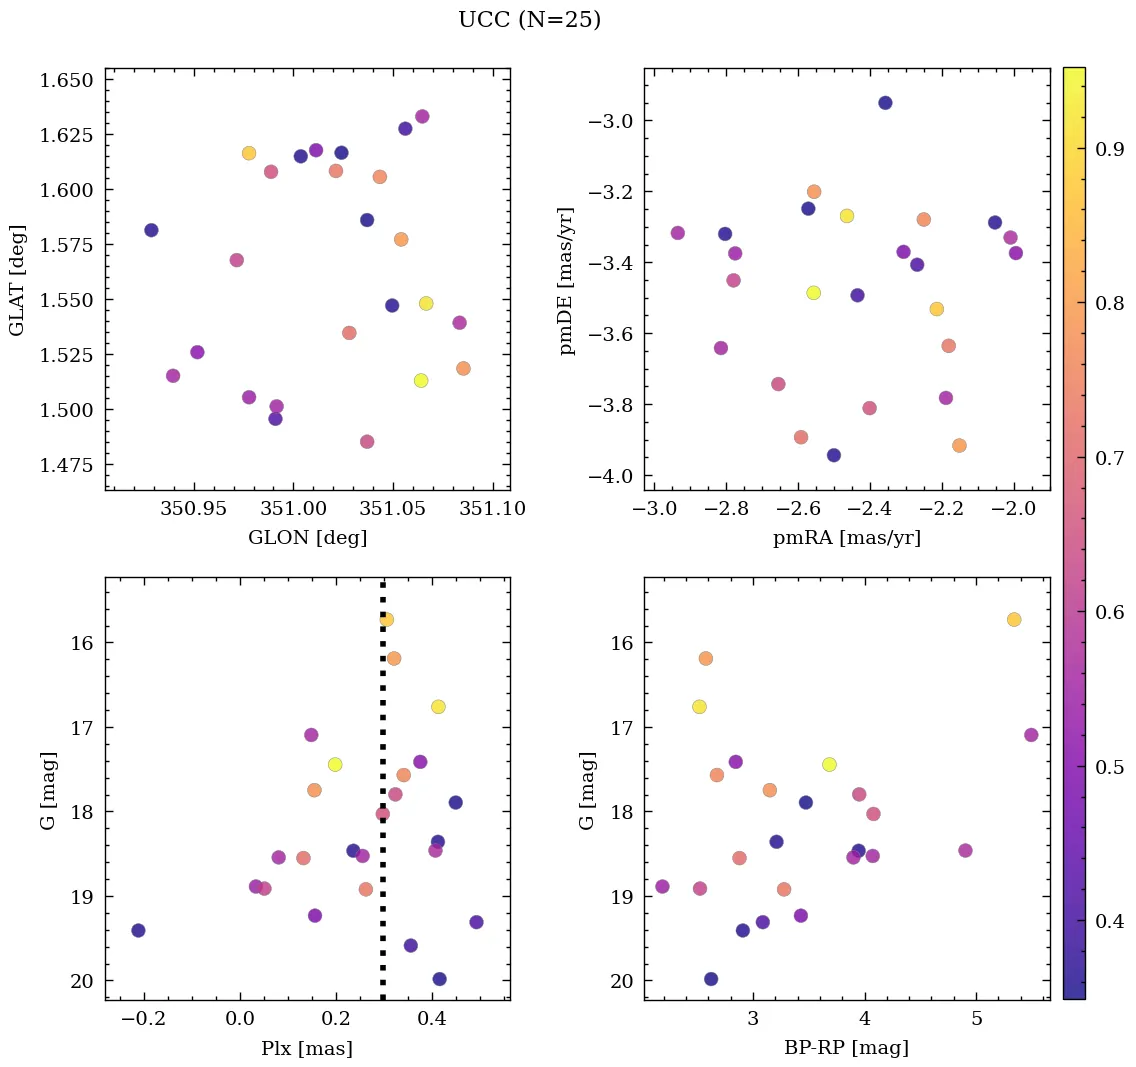 UCC (N=25)
1.650
1.625
1.600
1.575
1.550
1.525
1.500
1.475
GLAT [deg]
350.95 351.00 351.05 351.10
GLON [deg]
−3.0
−3.2
−3.4
−3.6
−3.8
−4.0
pmDE [mas/yr]
−3.0 −2.8 −2.6 −2.4 −2.2 −2.0
pmRA [mas/yr]
16
17
18
19
20
G [mag]
−0.2 0.0 0.2 0.4
Plx [mas]
16
17
18
19
20
G [mag]
3 4 5
BP-RP [mag]
0.9
0.8
0.7
0.6
0.5
0.4